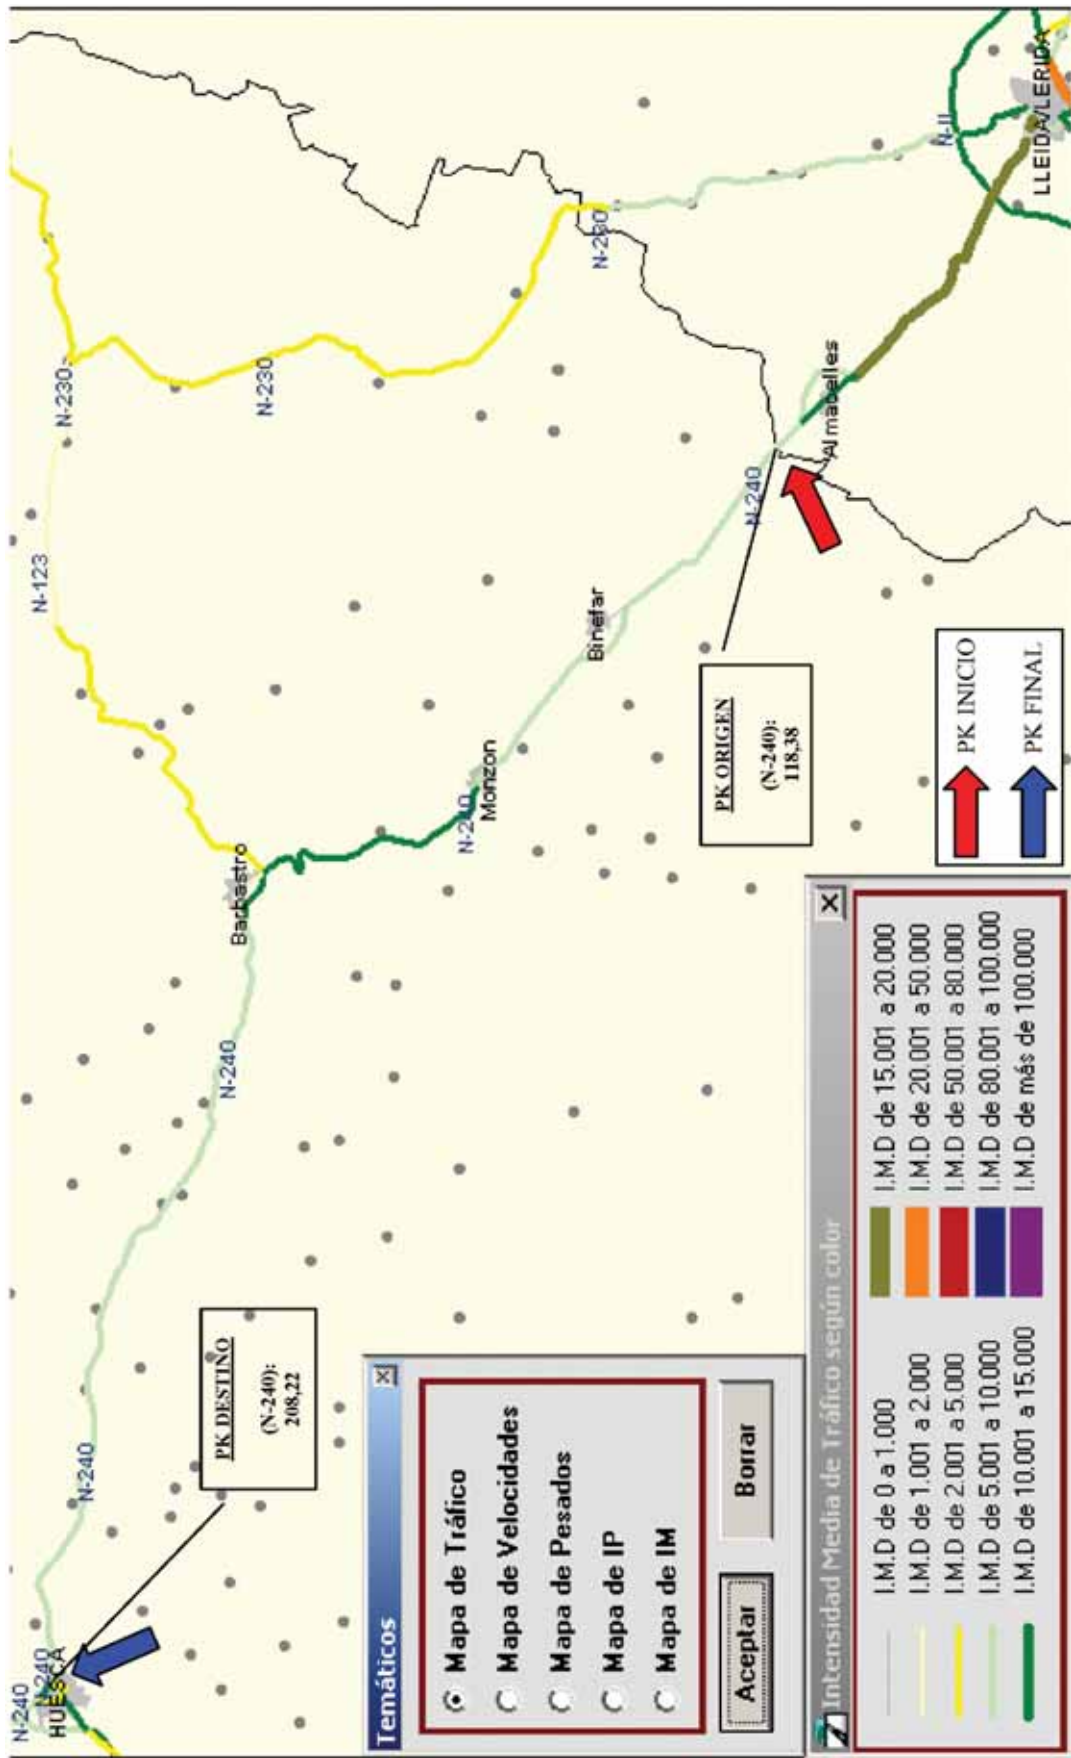 N-240
N-240
HUESCA
N-240
PK DESTINO
(N-240):
208,22
N-240
Barbastro
N-123
N-230
N-230
N-240
Monzon
Binefar
N-240
Almacelles
N-230
N-II
LLEIDA/LERIDA
PK ORIGEN
(N-240):
118,38
PK INICIO
PK FINAL
Temáticos
Mapa de Tráfico
Mapa de Velocidades
Mapa de Pesados
Mapa de IP
Mapa de IM
Aceptar
Borrar
Intensidad Media de Tráfico según color
I.M.D de 0 a 1.000
I.M.D de 1.001 a 2.000
I.M.D de 2.001 a 5.000
I.M.D de 5.001 a 10.000
I.M.D de 10.001 a 15.000
I.M.D de 15.001 a 20.000
I.M.D de 20.001 a 50.000
I.M.D de 50.001 a 80.000
I.M.D de 80.001 a 100.000
I.M.D de más de 100.000